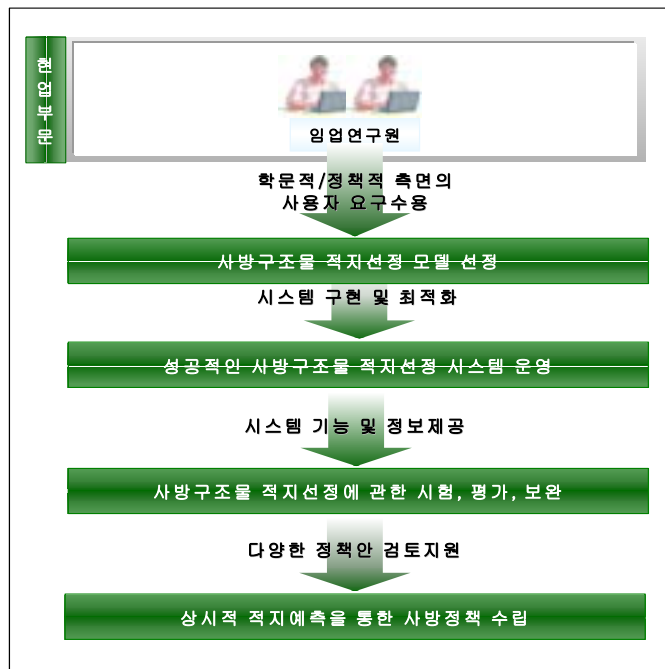 현업부문
임업연구원
학문적/정책적 측면의
사용자 요구수용
사방구조물 적지선정 모델 선정
시스템 구현 및 최적화
성공적인 사방구조물 적지선정 시스템 운영
시스템 기능 및 정보제공
사방구조물 적지선정에 관한 시험, 평가, 보완
다양한 정책안 검토지원
상시적 적지예측을 통한 사방정책 수립